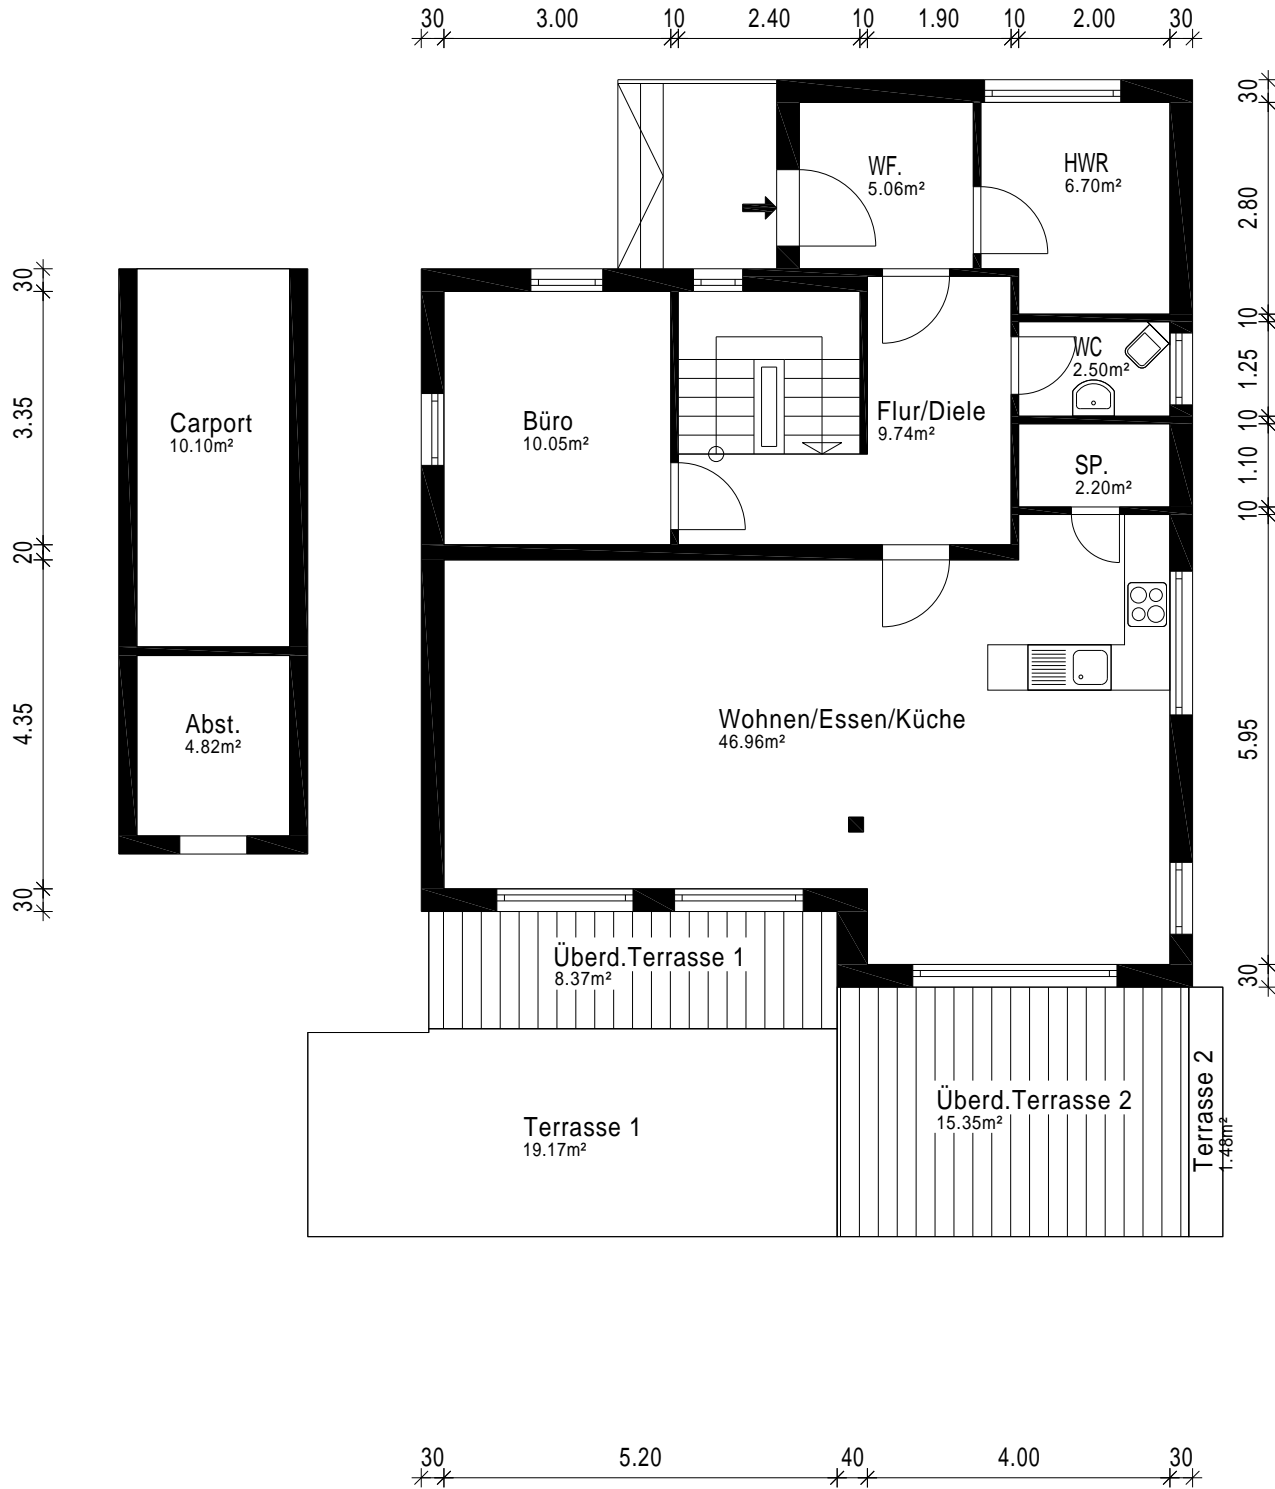 30 3.00 10 2.40 10 1.90 10 2.00 30
30
2.80
10
1.25
10
1.10
10
5.95
30
30
3.35
20
4.35
30
WF.
5.06m²
HWR
6.70m²
WC
2.50m²
Büro
10.05m²
Flur/Diele
9.74m²
SP.
2.20m²
Carport
10.10m²
Abst.
4.82m²
Wohnen/Essen/Küche
46.96m²
Überd.Terrasse 1
8.37m²
Terrasse 1
19.17m²
Überd.Terrasse 2
15.35m²
Terrasse 2
1.48m²
30 5.20 40 4.00 30